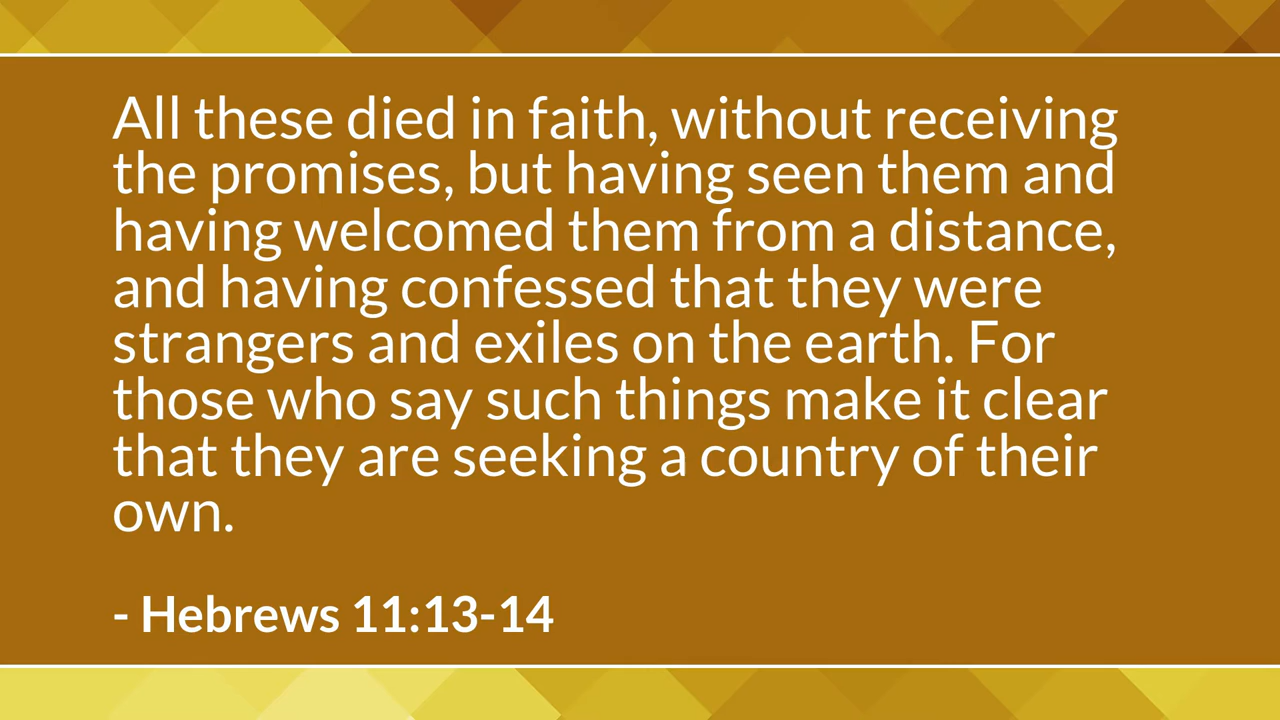 All these died in faith, without receiving
the promises, but having seen them and
having welcomed them from a distance,
and having confessed that they were
strangers and exiles on the earth. For
those who say such things make it clear
that they are seeking a country of their
own.
- Hebrews 11:13-14